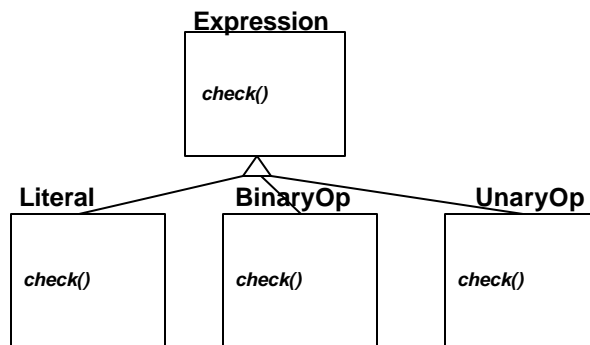 Expression
check()
Literal
BinaryOp
UnaryOp
check()
check()
check()